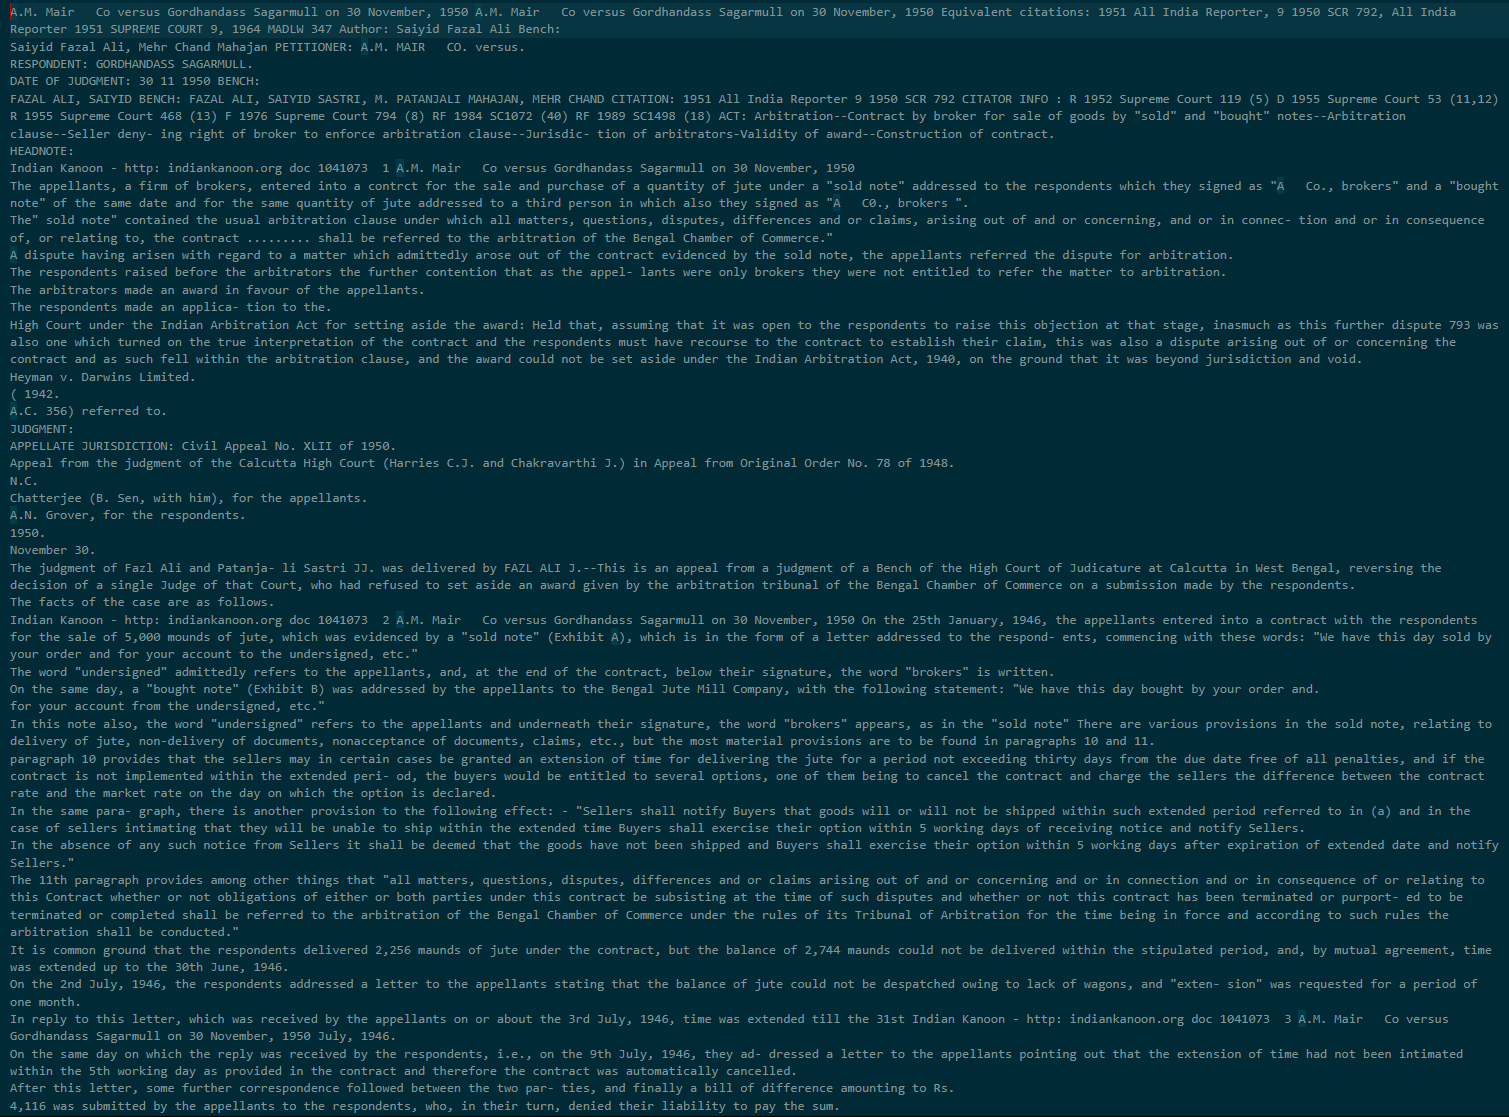 A.M. Mair   Co versus Gordhandass Sagarmull on 30 November, 1950 A.M. Mair   Co versus Gordhandass Sagarmull on 30 November, 1950 Equivalent citations: 1951 All India Reporter, 9 1950 SCR 792, All India
Reporter 1951 SUPREME COURT 9, 1964 MADLW 347 Author: Saiyid Fazal Ali Bench:
Saiyid Fazal Ali, Mehr Chand Mahajan PETITIONER: A.M. MAIR   CO. versus.
RESPONDENT: GORDHANDASS SAGARMULL.
DATE OF JUDGMENT: 30 11 1950 BENCH:
FAZAL ALI, SAIYID BENCH: FAZAL ALI, SAIYID SASTRI, M. PATANJALI MAHAJAN, MEHR CHAND CITATION: 1951 All India Reporter 9 1950 SCR 792 CITATOR INFO : R 1952 Supreme Court 119 (5) D 1955 Supreme Court 53 (11,12)
R 1955 Supreme Court 468 (13) F 1976 Supreme Court 794 (8) RF 1984 SC1072 (40) RF 1989 SC1498 (18) ACT: Arbitration--Contract by broker for sale of goods by "sold" and "bouqht" notes--Arbitration
clause--Seller deny- ing right of broker to enforce arbitration clause--Jurisdic- tion of arbitrators-Validity of award--Construction of contract.
HEADNOTE:
Indian Kanoon - http: indiankanoon.org doc 1041073  1 A.M. Mair   Co versus Gordhandass Sagarmull on 30 November, 1950
The appellants, a firm of brokers, entered into a contrct for the sale and purchase of a quantity of jute under a "sold note" addressed to the respondents which they signed as "A   Co., brokers" and a "bought
note" of the same date and for the same quantity of jute addressed to a third person in which also they signed as "A   C0., brokers ".
The" sold note" contained the usual arbitration clause under which all matters, questions, disputes, differences and or claims, arising out of and or concerning, and or in connec- tion and or in consequence
of, or relating to, the contract ......... shall be referred to the arbitration of the Bengal Chamber of Commerce."
A dispute having arisen with regard to a matter which admittedly arose out of the contract evidenced by the sold note, the appellants referred the dispute for arbitration.
The respondents raised before the arbitrators the further contention that as the appel- lants were only brokers they were not entitled to refer the matter to arbitration.
The arbitrators made an award in favour of the appellants.
The respondents made an applica- tion to the.
High Court under the Indian Arbitration Act for setting aside the award: Held that, assuming that it was open to the respondents to raise this objection at that stage, inasmuch as this further dispute 793 was
also one which turned on the true interpretation of the contract and the respondents must have recourse to the contract to establish their claim, this was also a dispute arising out of or concerning the
contract and as such fell within the arbitration clause, and the award could not be set aside under the Indian Arbitration Act, 1940, on the ground that it was beyond jurisdiction and void.
Heyman v. Darwins Limited.
( 1942.
A.C. 356) referred to.
JUDGMENT:
APPELLATE JURISDICTION: Civil Appeal No. XLII of 1950.
Appeal from the judgment of the Calcutta High Court (Harries C.J. and Chakravarthi J.) in Appeal from Original Order No. 78 of 1948.
N.C.
Chatterjee (B. Sen, with him), for the appellants.
A.N. Grover, for the respondents.
1950.
November 30.
The judgment of Fazl Ali and Patanja- li Sastri JJ. was delivered by FAZL ALI J.--This is an appeal from a judgment of a Bench of the High Court of Judicature at Calcutta in West Bengal, reversing the
decision of a single Judge of that Court, who had refused to set aside an award given by the arbitration tribunal of the Bengal Chamber of Commerce on a submission made by the respondents.
The facts of the case are as follows.
Indian Kanoon - http: indiankanoon.org doc 1041073  2 A.M. Mair   Co versus Gordhandass Sagarmull on 30 November, 1950 On the 25th January, 1946, the appellants entered into a contract with the respondents
for the sale of 5,000 mounds of jute, which was evidenced by a "sold note" (Exhibit A), which is in the form of a letter addressed to the respond- ents, commencing with these words: "We have this day sold by
your order and for your account to the undersigned, etc."
The word "undersigned" admittedly refers to the appellants, and, at the end of the contract, below their signature, the word "brokers" is written.
On the same day, a "bought note" (Exhibit B) was addressed by the appellants to the Bengal Jute Mill Company, with the following statement: "We have this day bought by your order and.
for your account from the undersigned, etc."
In this note also, the word "undersigned" refers to the appellants and underneath their signature, the word "brokers" appears, as in the "sold note" There are various provisions in the sold note, relating to
delivery of jute, non-delivery of documents, nonacceptance of documents, claims, etc., but the most material provisions are to be found in paragraphs 10 and 11.
paragraph 10 provides that the sellers may in certain cases be granted an extension of time for delivering the jute for a period not exceeding thirty days from the due date free of all penalties, and if the
contract is not implemented within the extended peri- od, the buyers would be entitled to several options, one of them being to cancel the contract and charge the sellers the difference between the contract
rate and the market rate on the day on which the option is declared.
In the same para- graph, there is another provision to the following effect: - "Sellers shall notify Buyers that goods will or will not be shipped within such extended period referred to in (a) and in the
case of sellers intimating that they will be unable to ship within the extended time Buyers shall exercise their option within 5 working days of receiving notice and notify Sellers.
In the absence of any such notice from Sellers it shall be deemed that the goods have not been shipped and Buyers shall exercise their option within 5 working days after expiration of extended date and notify
Sellers."
The 11th paragraph provides among other things that "all matters, questions, disputes, differences and or claims arising out of and or concerning and or in connection and or in consequence of or relating to
this Contract whether or not obligations of either or both parties under this contract be subsisting at the time of such disputes and whether or not this contract has been terminated or purport- ed to be
terminated or completed shall be referred to the arbitration of the Bengal Chamber of Commerce under the rules of its Tribunal of Arbitration for the time being in force and according to such rules the
arbitration shall be conducted."
It is common ground that the respondents delivered 2,256 maunds of jute under the contract, but the balance of 2,744 maunds could not be delivered within the stipulated period, and, by mutual agreement, time
was extended up to the 30th June, 1946.
On the 2nd July, 1946, the respondents addressed a letter to the appellants stating that the balance of jute could not be despatched owing to lack of wagons, and "exten- sion" was requested for a period of
one month.
In reply to this letter, which was received by the appellants on or about the 3rd July, 1946, time was extended till the 31st Indian Kanoon - http: indiankanoon.org doc 1041073  3 A.M. Mair   Co versus
Gordhandass Sagarmull on 30 November, 1950 July, 1946.
On the same day on which the reply was received by the respondents, i.e., on the 9th July, 1946, they ad- dressed a letter to the appellants pointing out that the extension of time had not been intimated
within the 5th working day as provided in the contract and therefore the contract was automatically cancelled.
After this letter, some further correspondence followed between the two par- ties, and finally a bill of difference amounting to Rs.
4,116 was submitted by the appellants to the respondents, who, in their turn, denied their liability to pay the sum.